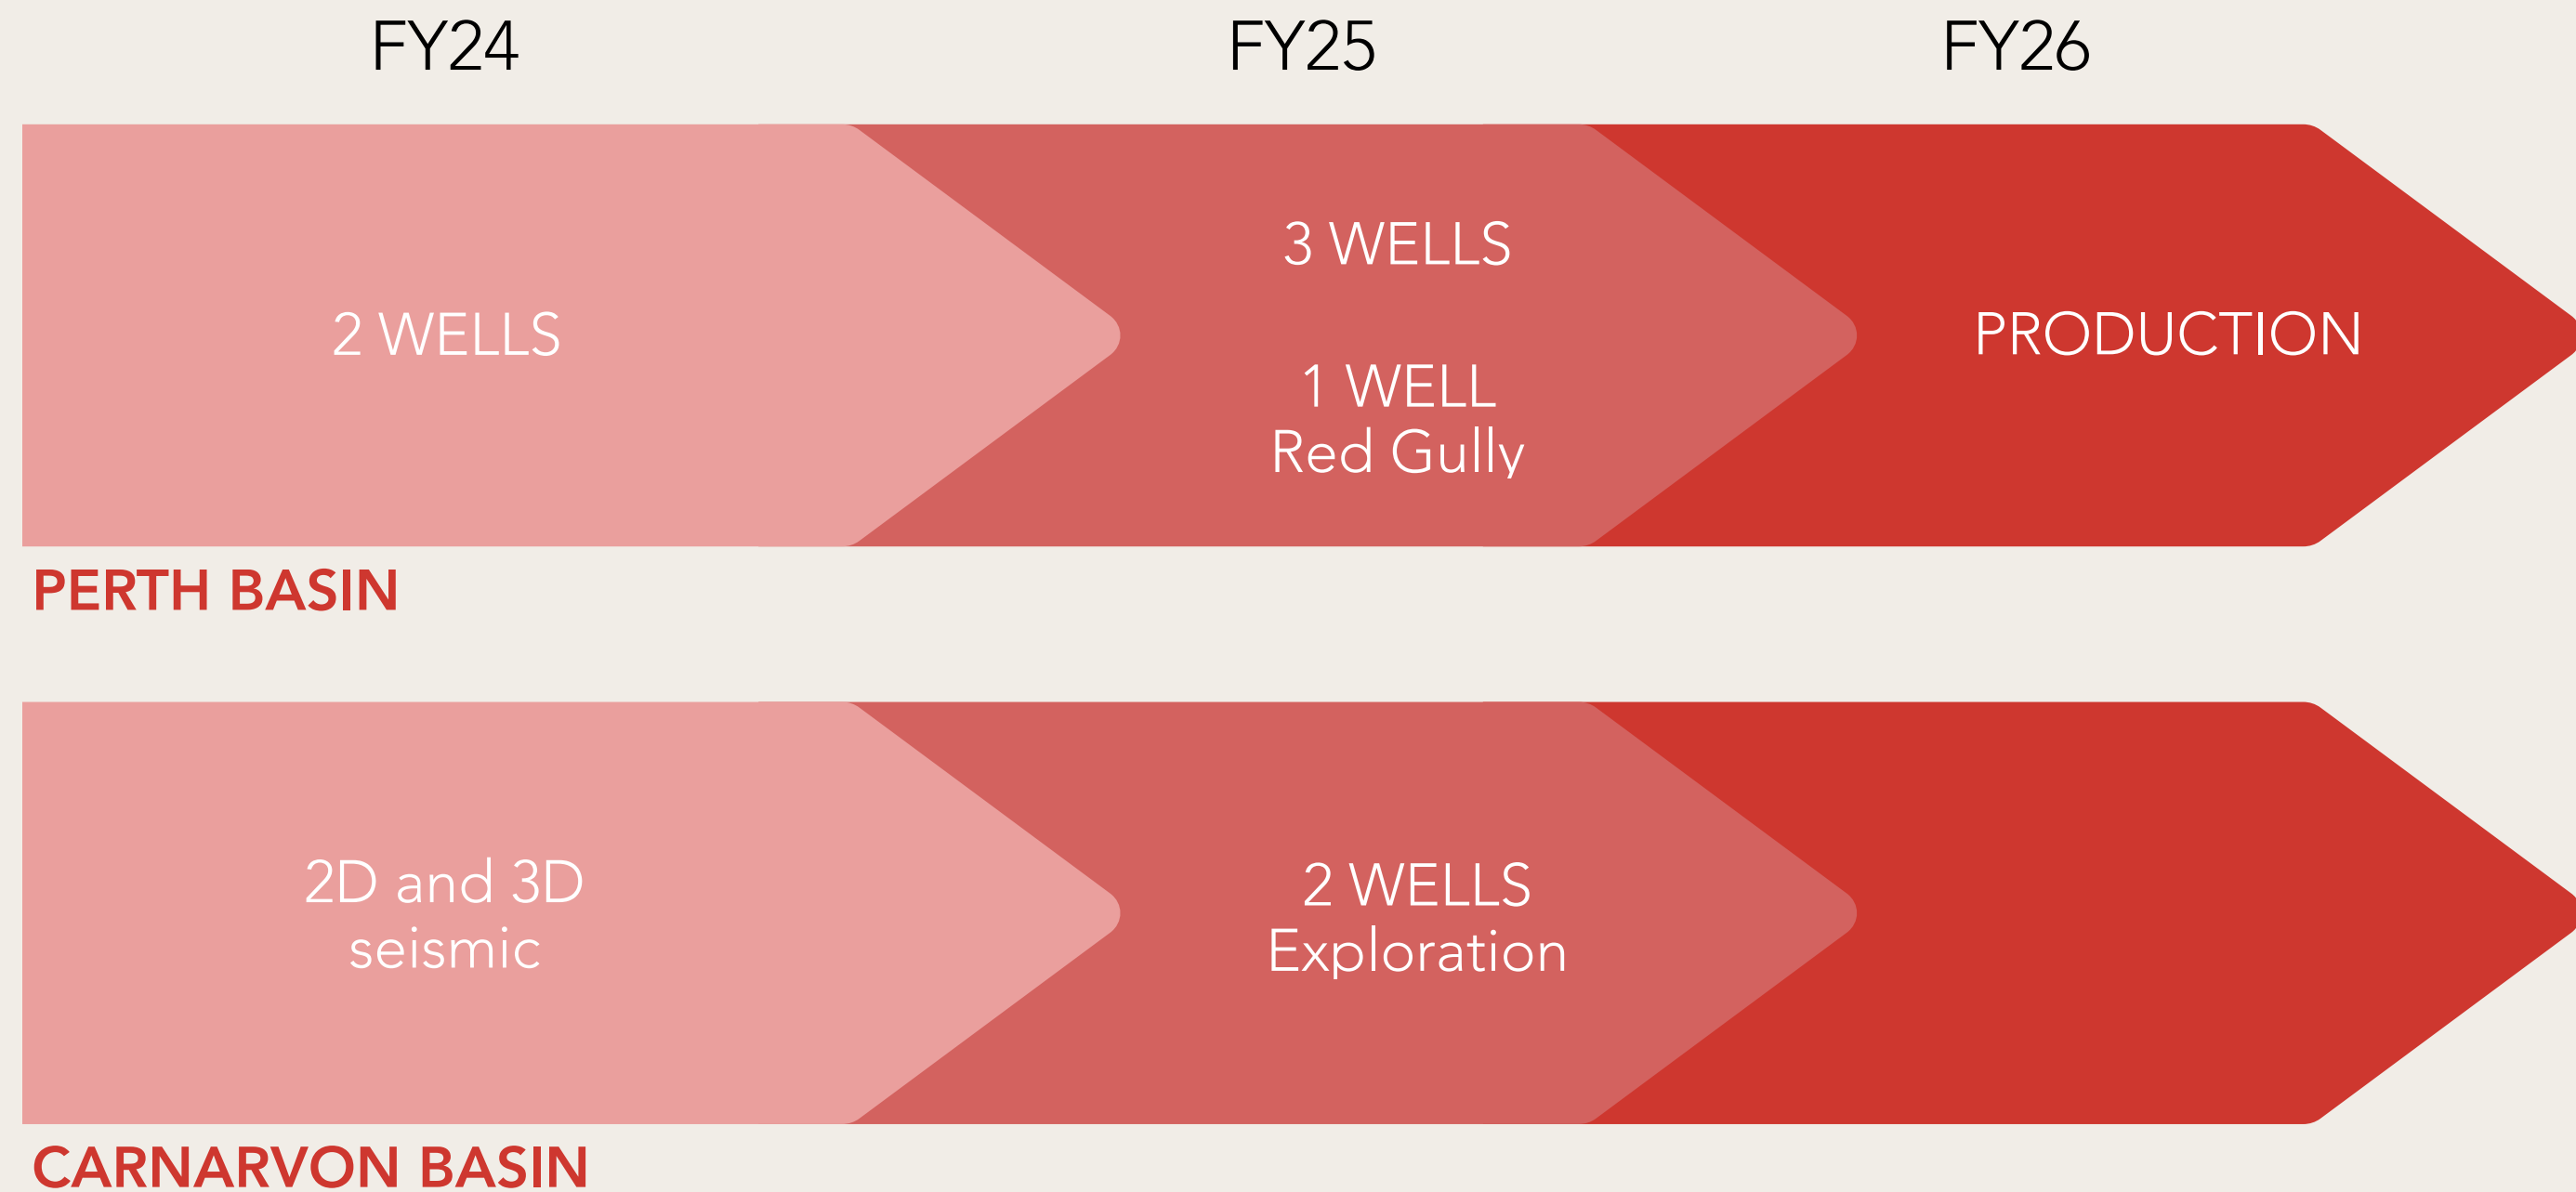 FY24
FY25
FY26
2 WELLS
3 WELLS
1 WELL
Red Gully
PRODUCTION
PERTH BASIN
2D and 3D
seismic
2 WELLS
Exploration
CARNARVON BASIN